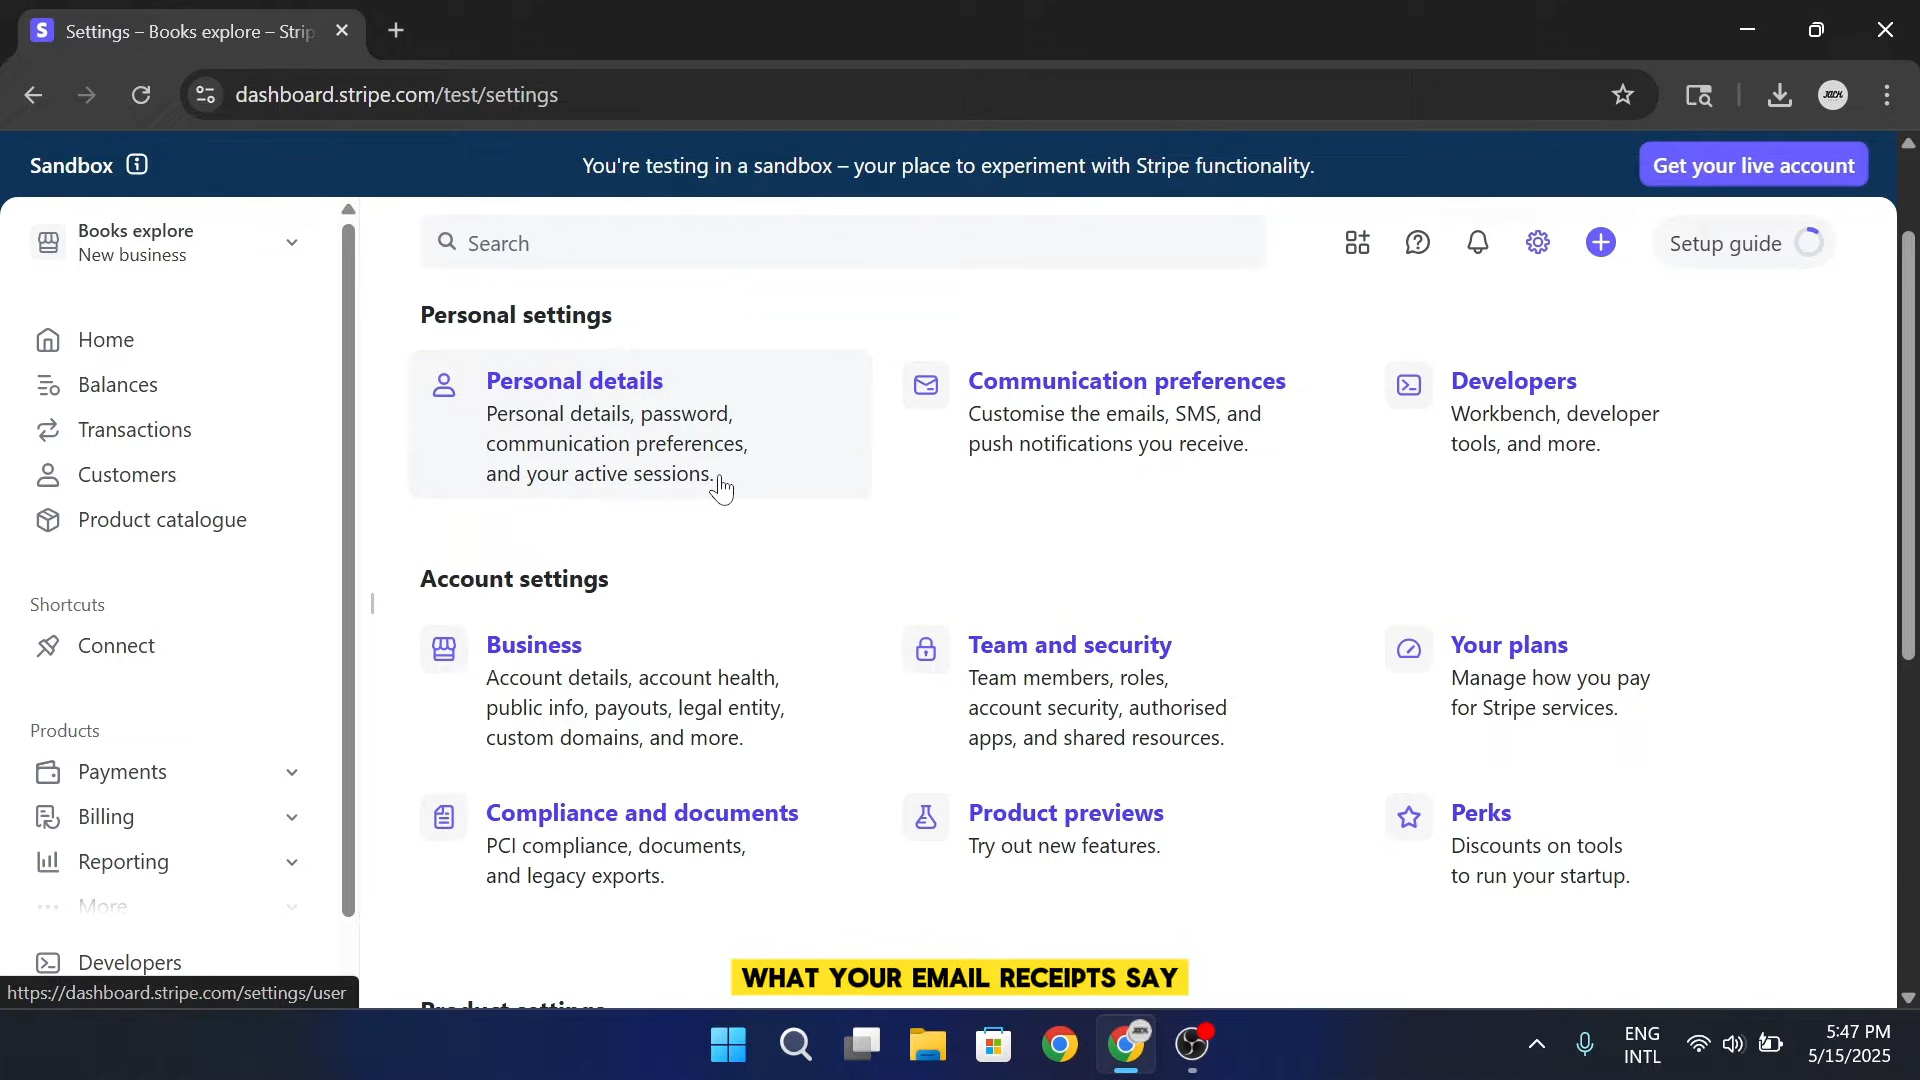 Settings – Books explore – Strip
dashboard.stripe.com/test/settings
Sandbox
You're testing in a sandbox – your place to experiment with Stripe functionality.
Get your live account
Books explore
New business
Search
Setup guide
Home
Balances
Transactions
Customers
Product catalogue
Shortcuts
Connect
Products
Payments
Billing
Reporting
More
Developers
https://dashboard.stripe.com/settings/user
Personal settings
Personal details
Personal details, password,
communication preferences,
and your active sessions.
Communication preferences
Customise the emails, SMS, and
push notifications you receive.
Developers
Workbench, developer
tools, and more.
Account settings
Business
Account details, account health,
public info, payouts, legal entity,
custom domains, and more.
Team and security
Team members, roles,
account security, authorised
apps, and shared resources.
Your plans
Manage how you pay
for Stripe services.
Compliance and documents
PCI compliance, documents,
and legacy exports.
Product previews
Try out new features.
Perks
Discounts on tools
to run your startup.
Product settings
WHAT YOUR EMAIL RECEIPTS SAY
ENG
INTL
5:47 PM
5/15/2025